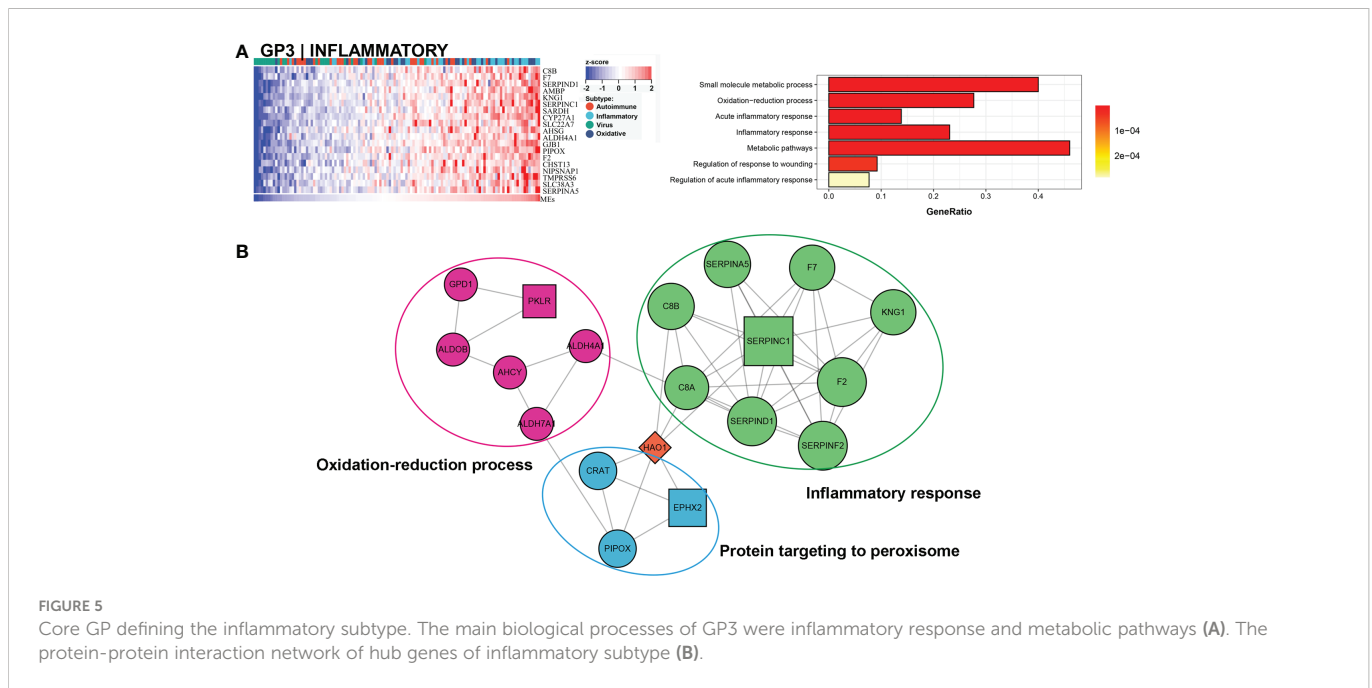 A GP3 | INFLAMMATORY
C8B
F7
SERPIND1
AMBP
KNG1
SERPINC1
SARDH
CYP27A1
SLC22A7
AHSG
ALDH4A1
GJB1
PIPOX
F2
CHST13
NIPSNAP1
TMPRSS6
SLC38A3
SERPINA5
MEs
z-score
-2 -1 0 1 2
Subtype:
Autoimmune
Inflammatory
Virus
Oxidative
Small molecule metabolic process
Oxidation-reduction process
Acute inflammatory response
Inflammatory response
Metabolic pathways
Regulation of response to wounding
Regulation of acute inflammatory response
0.0 0.1 0.2 0.3 0.4
GeneRatio
1e-04
2e-04
B
GPD1
PKLR
ALDOB
ALDH4A1
AHCY
ALDH7A1
Oxidation-reduction process
SERPINA5
F7
C8B
KNG1
SERPINC1
C8A
F2
SERPIND1
SERPINF2
Inflammatory response
HAO1
CRAT
EPHX2
PIPOX
Protein targeting to peroxisome
FIGURE 5
Core GP defining the inflammatory subtype. The main biological processes of GP3 were inflammatory response and metabolic pathways (A). The
protein-protein interaction network of hub genes of inflammatory subtype (B).